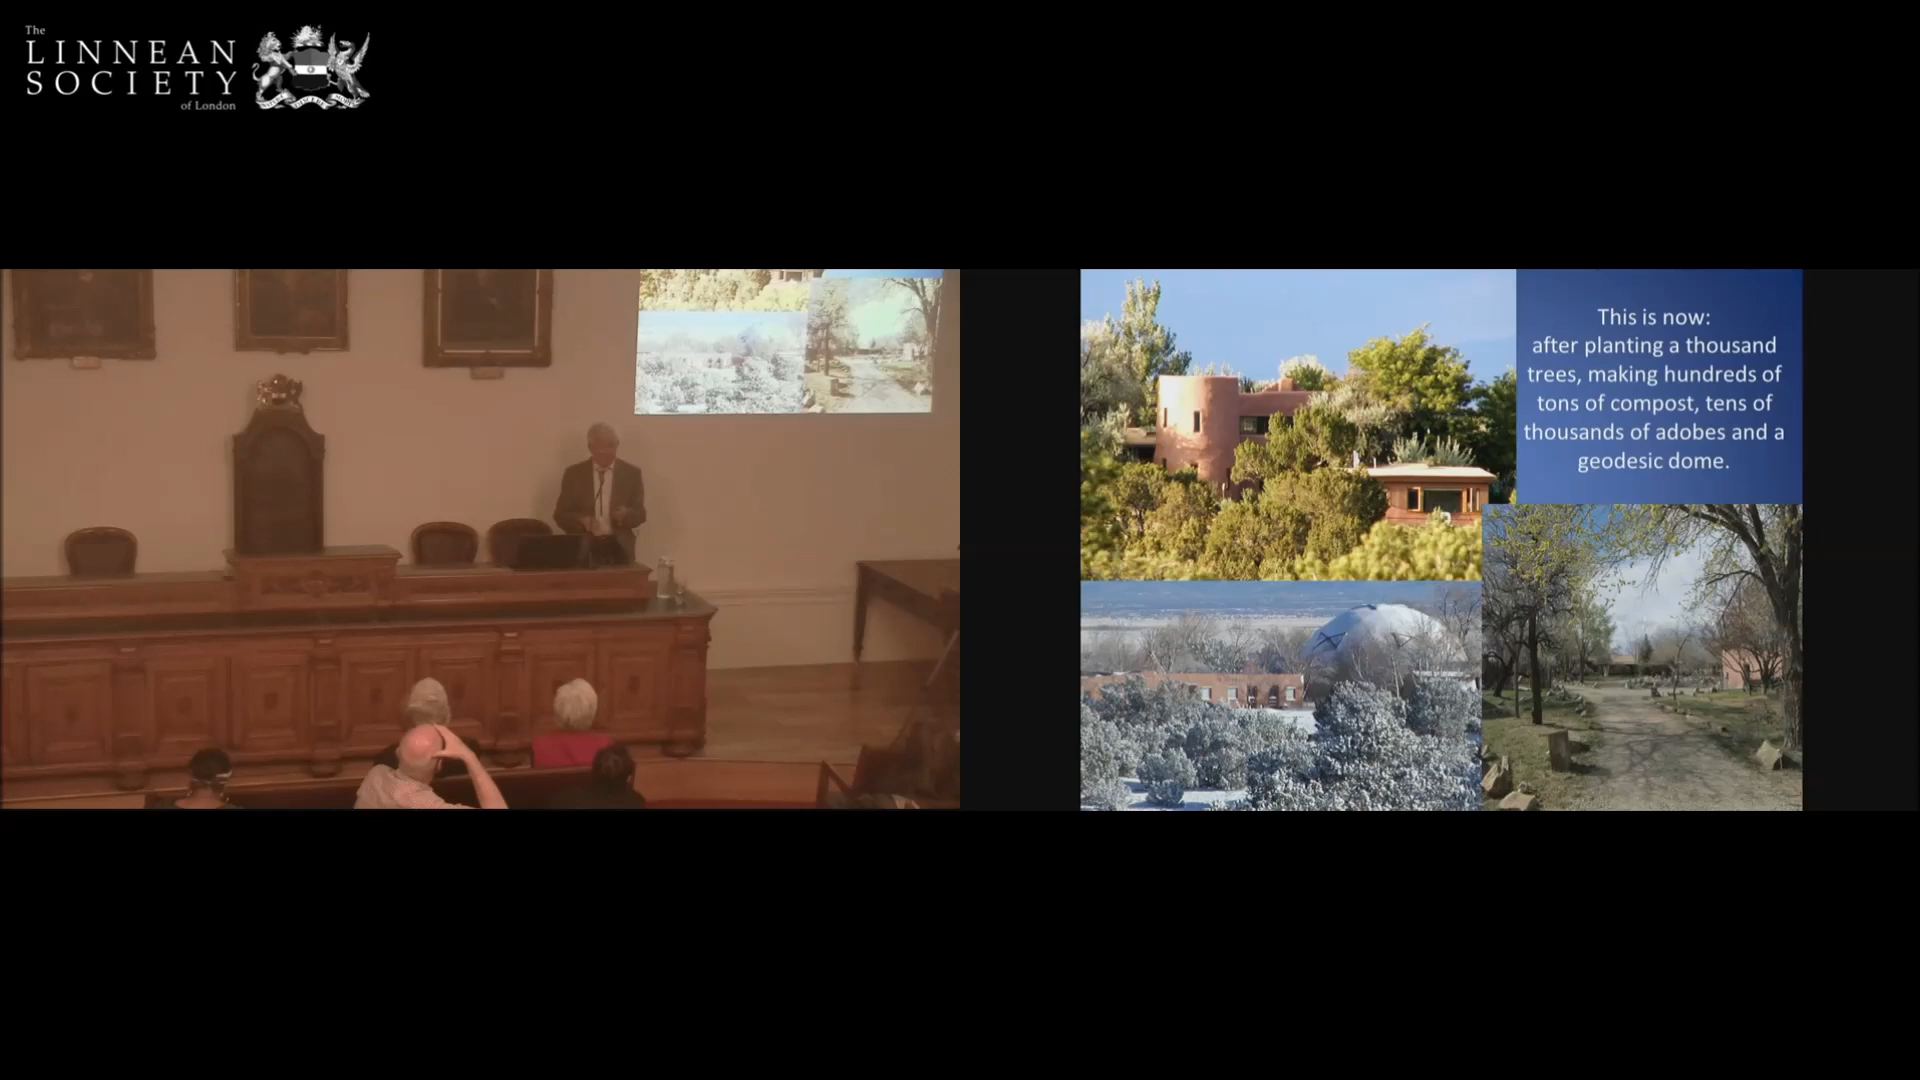 The
LINNEAN
SOCIETY
of London
This is now:
after planting a thousand
trees, making hundreds of
tons of compost, tens of
thousands of adobes and a
geodesic dome.